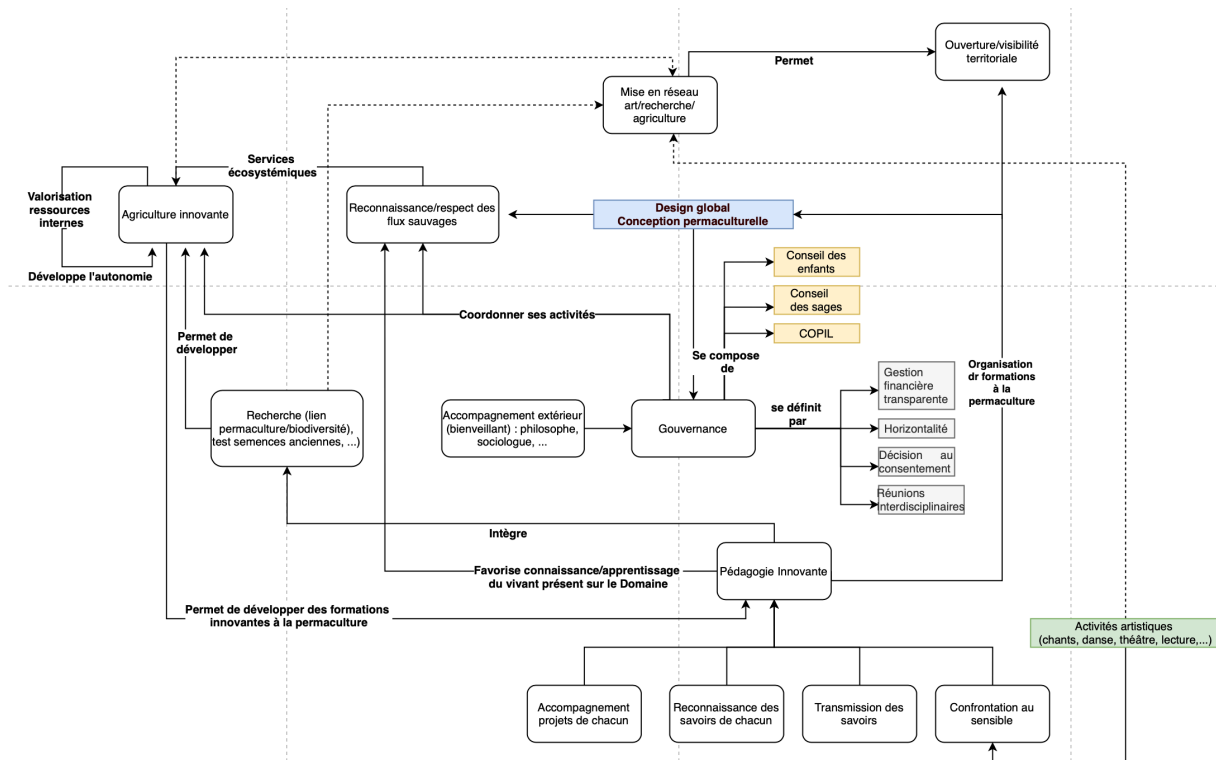 Ouverture/visibilité
territoriale
Permet
Mise en réseau
art/recherche/
agriculture
Services
écosystémiques
Valorisation
ressources
internes
Agriculture innovante
Reconnaissance/respect des
flux sauvages
Design global
Conception permaculturelle
Développe l'autonomie
Conseil des
enfants
Conseil
des sages
COPIL
Coordonner ses activités
Permet de
développer
Se compose
de
Organisation
dr formations
à la
permaculture
Gestion
financière
transparente
Recherche (lien
permaculture/biodiversité),
test semences anciennes, ...)
Accompagnement extérieur
(bienveillant) : philosophe,
sociologue, ...
Gouvernance
se définit
par
Horizontalité
Décision au
consentement
Réunions
interdisciplinaires
Intègre
Favorise connaissance/apprentissage
du vivant présent sur le Domaine
Pédagogie Innovante
Permet de développer des formations
innovantes à la permaculture
Activités artistiques
(chants, danse, théâtre, lecture,...)
Accompagnement
projets de chacun
Reconnaissance des
savoirs de chacun
Transmission des
savoirs
Confrontation au
sensible